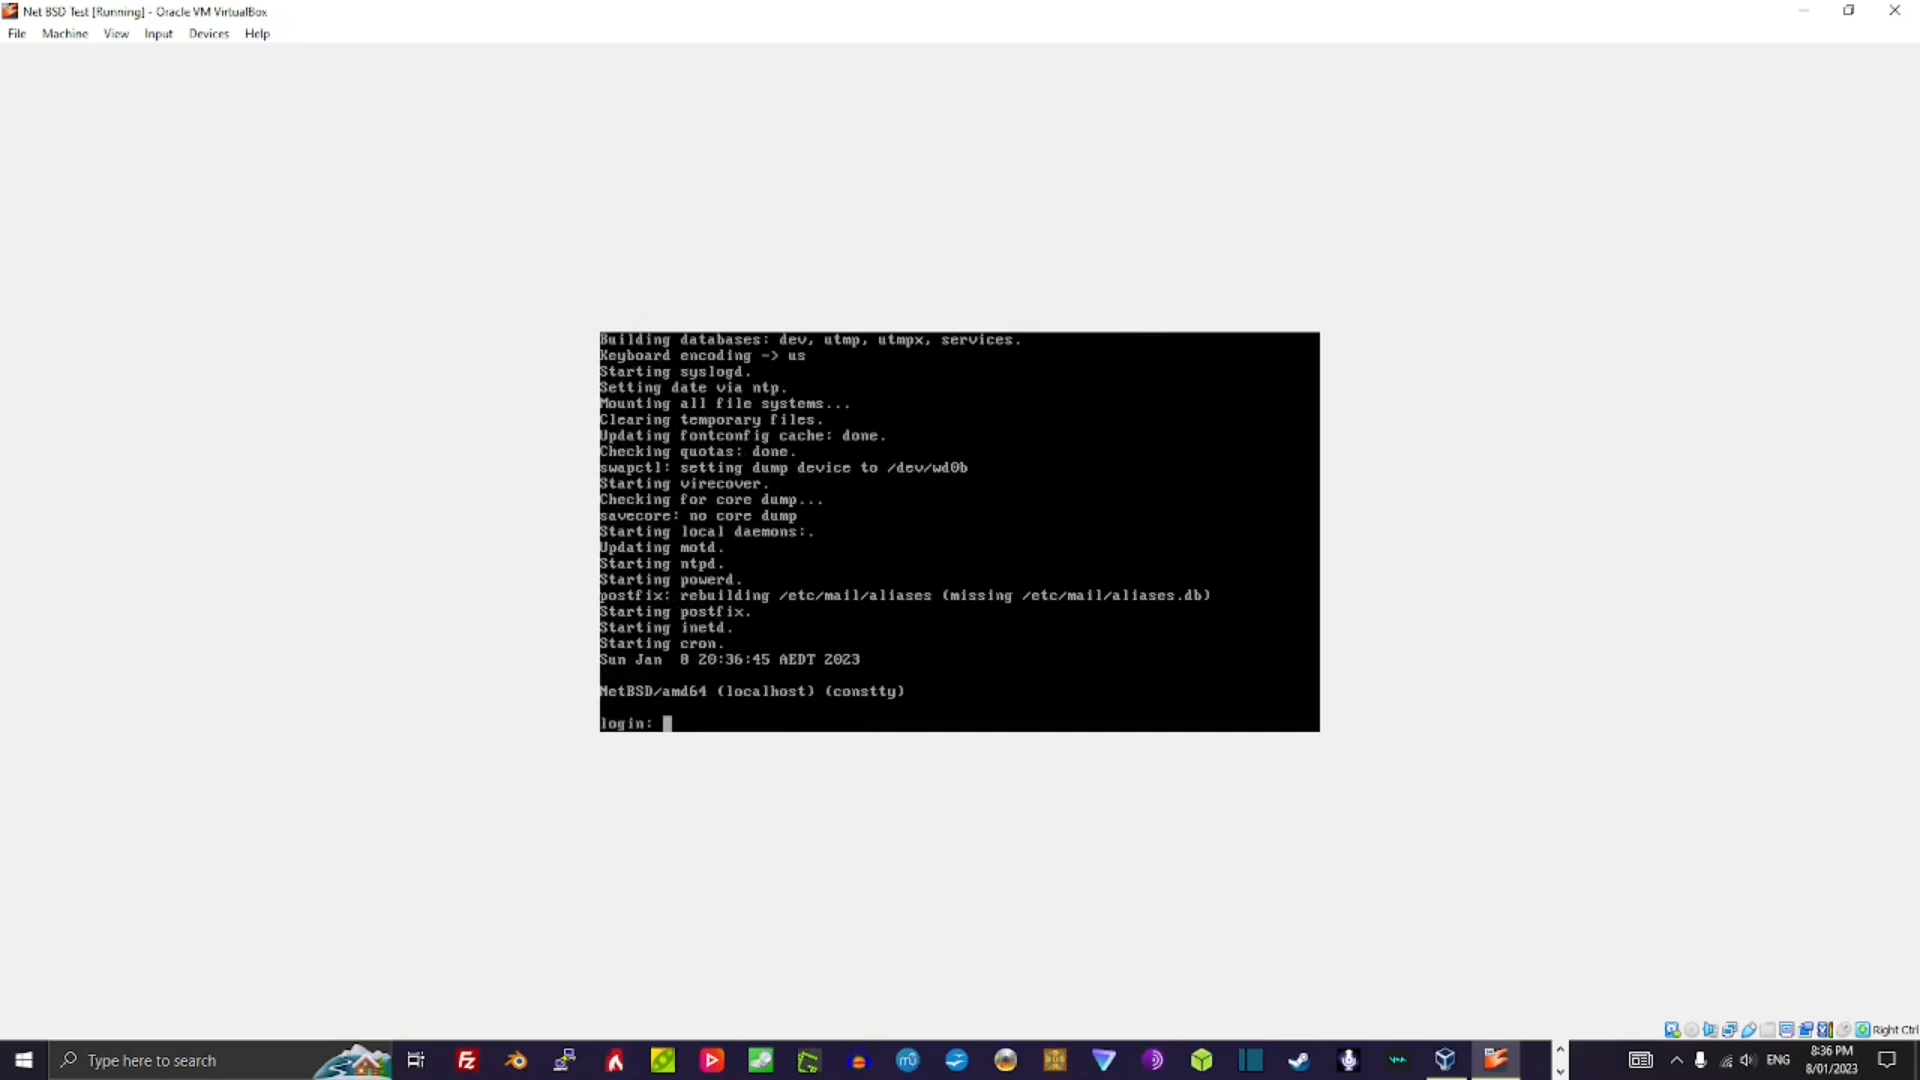 Net BSD Test [Running] - Oracle VM VirtualBox
File Machine View Input Devices Help
Building databases: dev, utmp, utmpx, services.
Keyboard encoding -> us
Starting syslogd.
Setting date via ntp.
Mounting all file systems...
Clearing temporary files.
Updating fontconfig cache: done.
Checking quotas: done.
swapctl: setting dump device to /dev/wd0b
Starting virecover.
Checking for core dump...
savecore: no core dump
Starting local daemons:.
Updating motd.
Starting ntpd.
Starting powerd.
postfix: rebuilding /etc/mail/aliases (missing /etc/mail/aliases.db)
Starting postfix.
Starting inetd.
Starting cron.
Sun Jan  8 20:36:45 AEDT 2023
NetBSD/amd64 (localhost) (constty)
login:
Right Ctrl
Type here to search
ENG
8:36 PM
8/01/2023